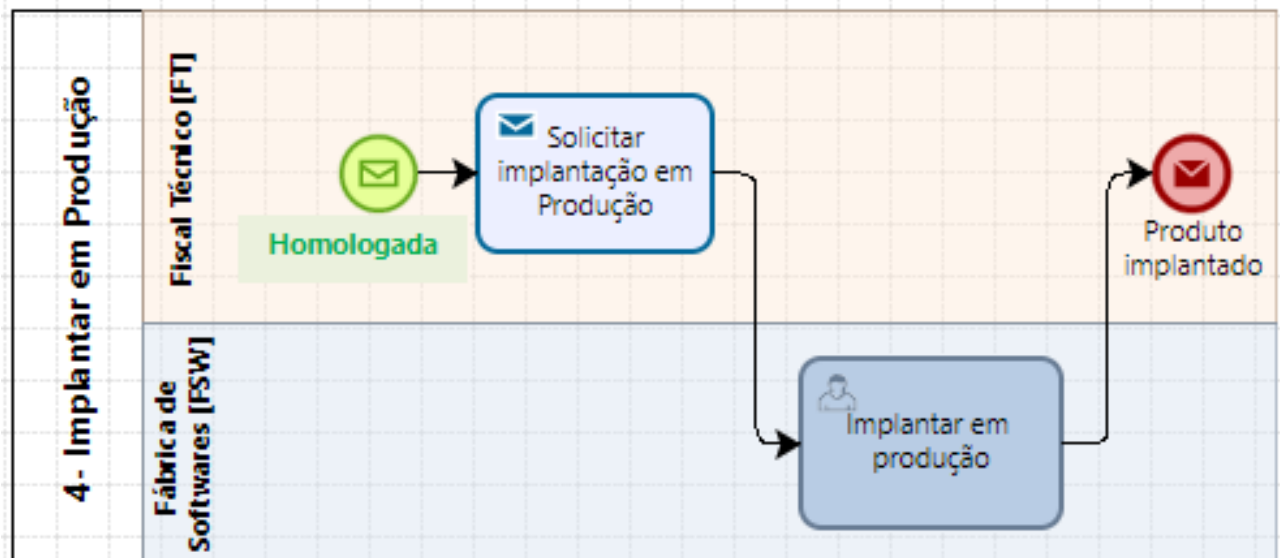 4- Implantar em Produção
Fiscal Técnico [FT]
Homologada
Solicitar
implantação em
Produção
Produto
implantado
Fábrica de
Softwares [FSW]
Implantar em
produção